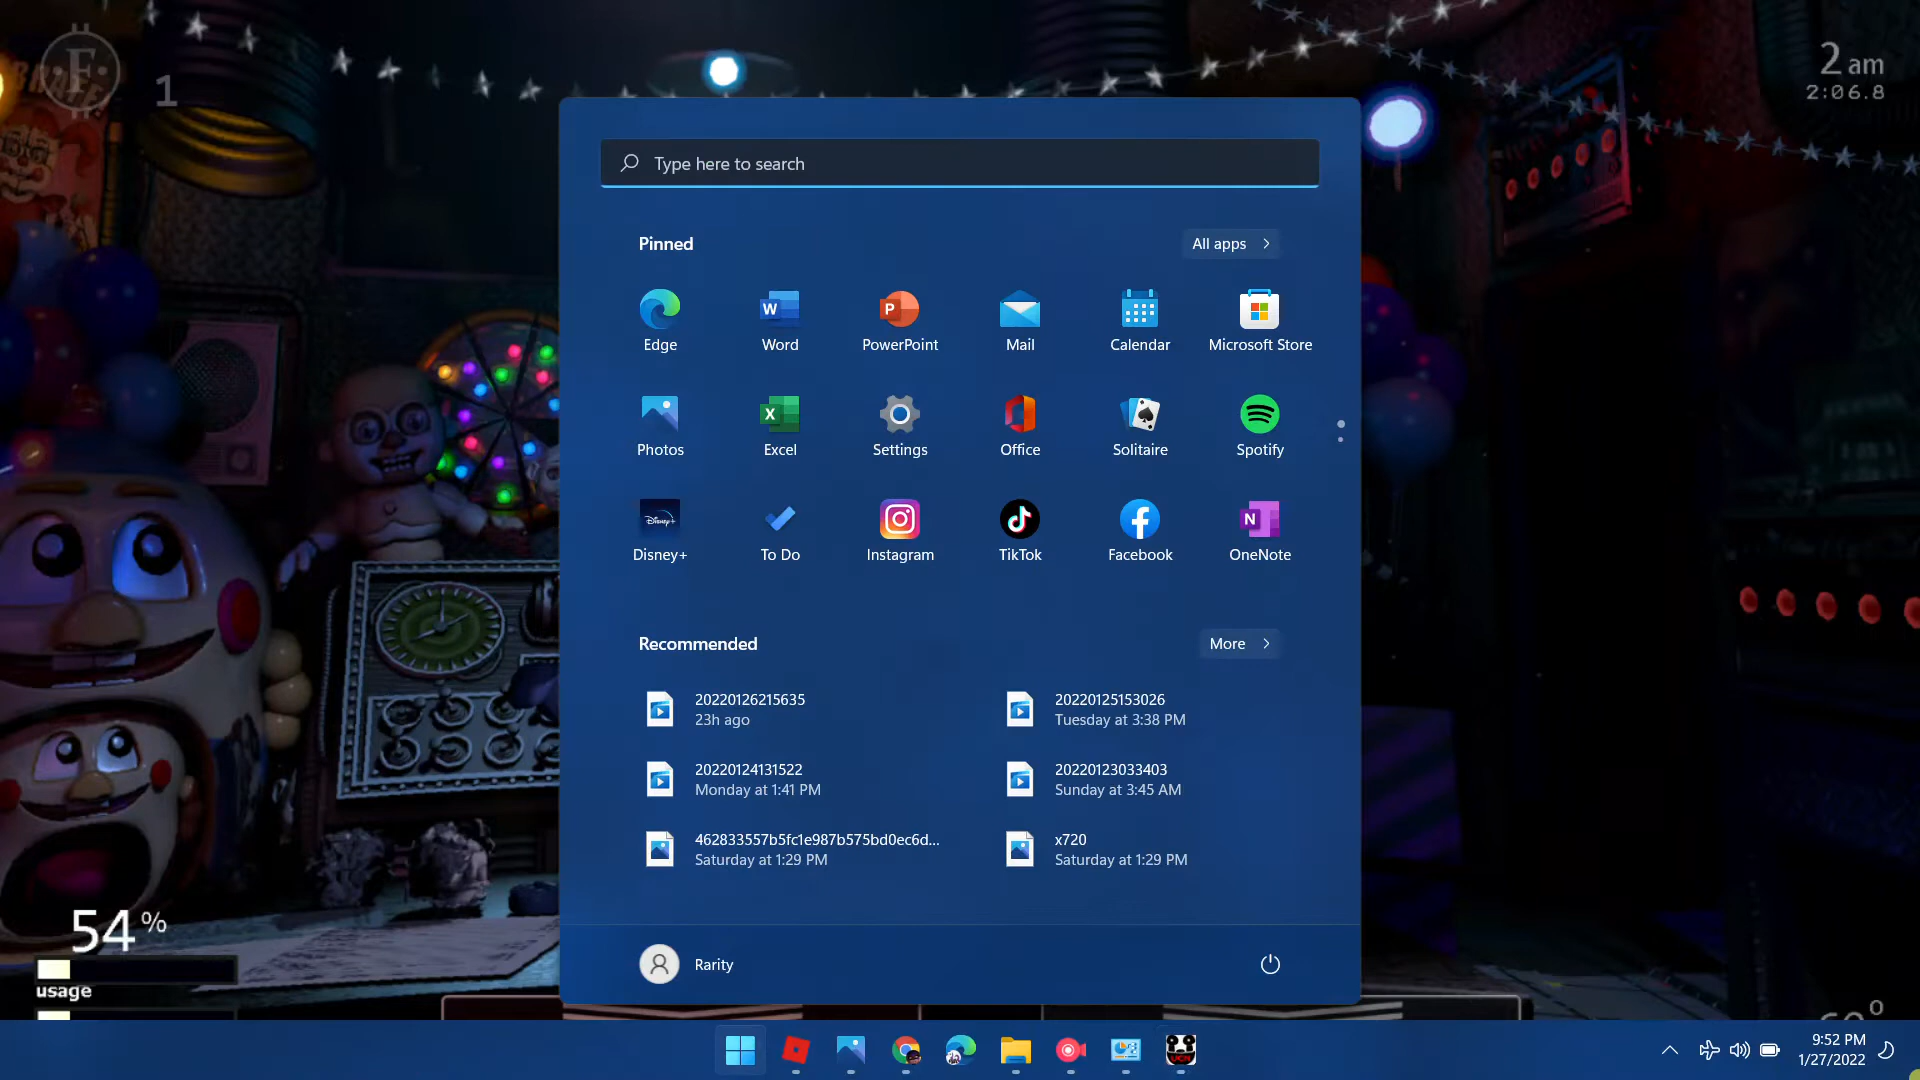 F
1
2 am
2:06.8
Type here to search
Pinned
All apps
Edge
Word
PowerPoint
Mail
Calendar
Microsoft Store
Photos
Excel
Settings
Office
Solitaire
Spotify
Disney+
Disney+
To Do
Instagram
TikTok
Facebook
OneNote
Recommended
More
20220126215635
23h ago
20220125153026
Tuesday at 3:38 PM
20220124131522
Monday at 1:41 PM
20220123033403
Sunday at 3:45 AM
462833557b5fc1e987b575bd0ec6d...
Saturday at 1:29 PM
x720
Saturday at 1:29 PM
54%
usage
Rarity
UCN
9:52 PM
1/27/2022